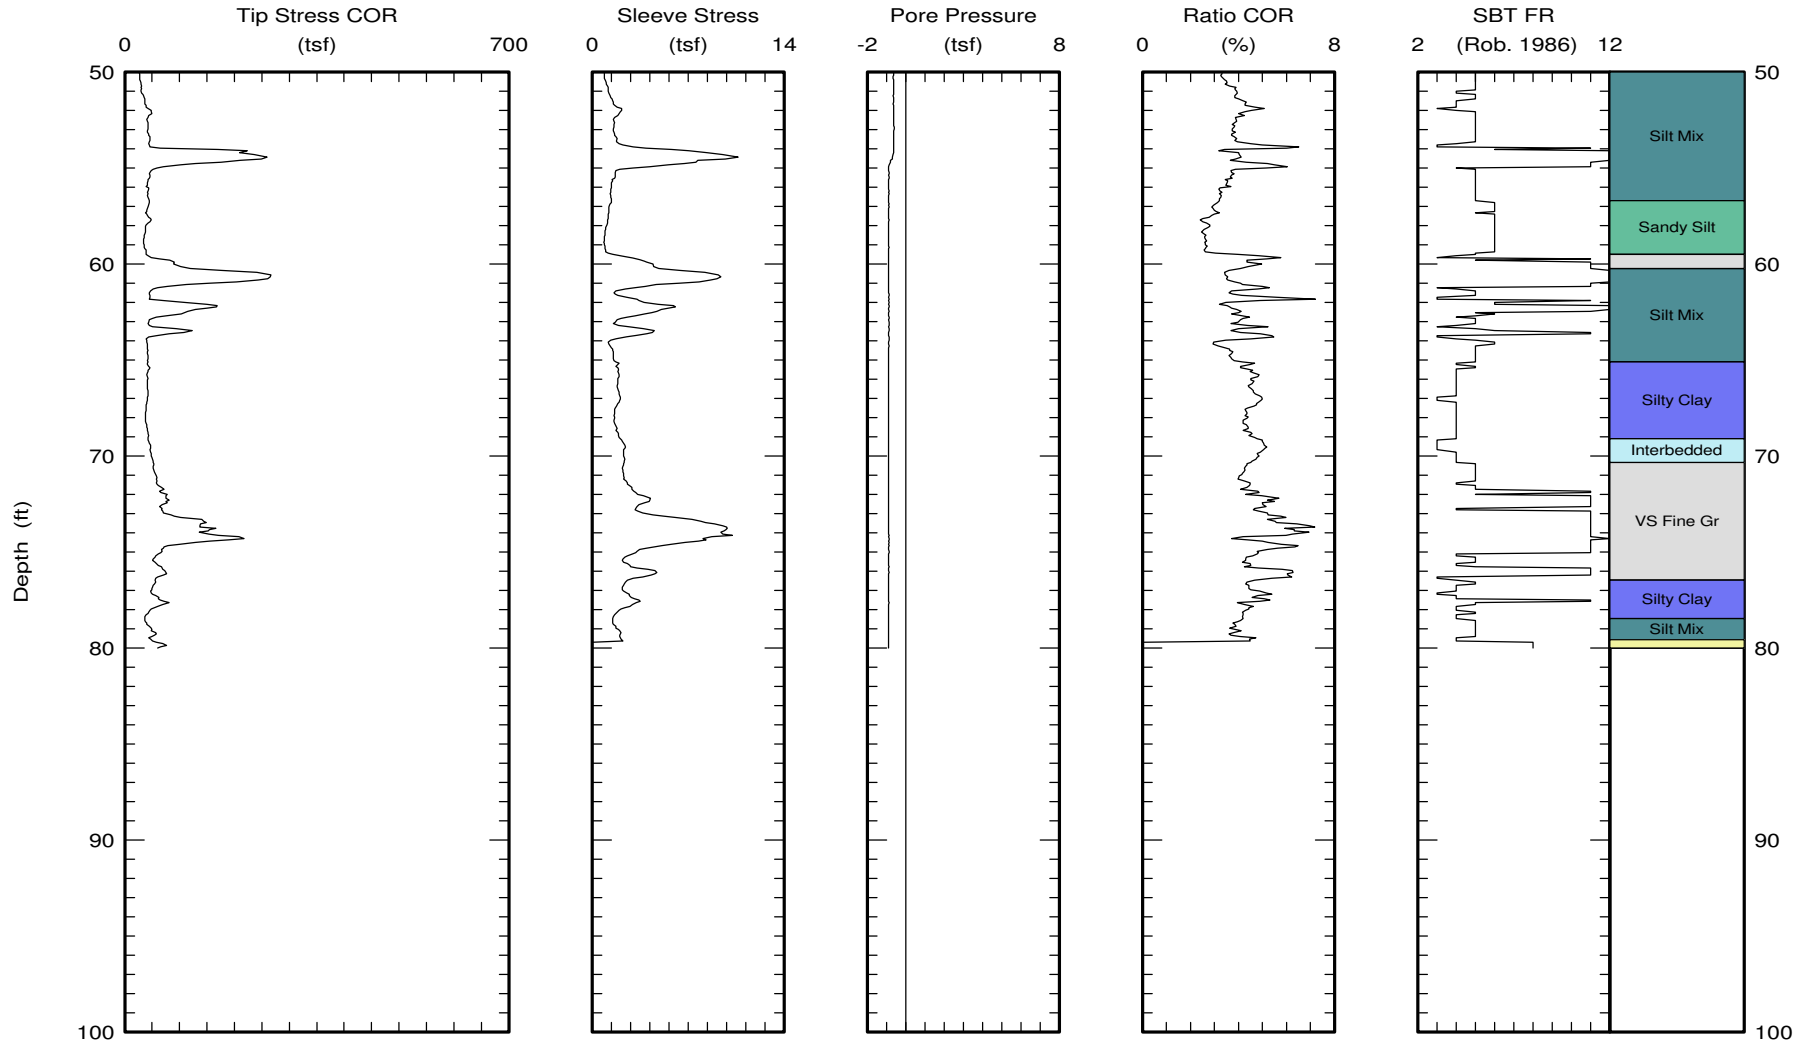 Tip Stress COR Sleeve Stress Pore Pressure Ratio COR SBT FR
0 (tsf) 700 0 (tsf) 14 -2 (tsf) 8 0 (%) 8 2 (Rob. 1986) 12
50 50
Silt Mix
Sandy Silt
60 60
Silt Mix
Silty Clay
Interbedded
70 70
VS Fine Gr
Depth (ft)
Silty Clay
Silt Mix
80 80
90 90
100 100